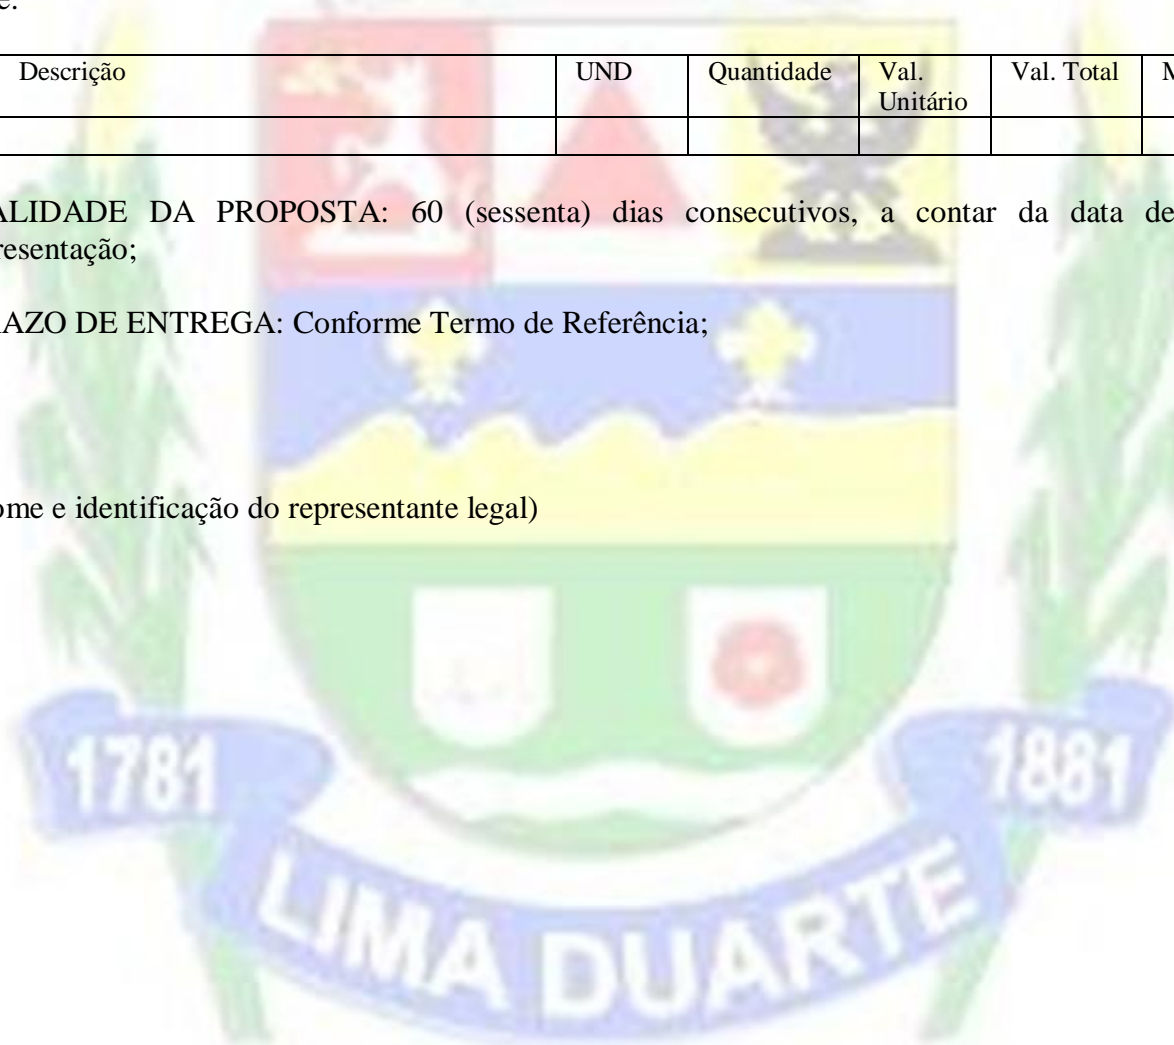 e.
Descrição UND Quantidade Val. Unitário Val. Total M
ALIDADE DA PROPOSTA: 60 (sessenta) dias consecutivos, a contar da data de
resentação;
AZO DE ENTREGA: Conforme Termo de Referência;
ome e identificação do representante legal)
1781 1881
LIMA DUARTE